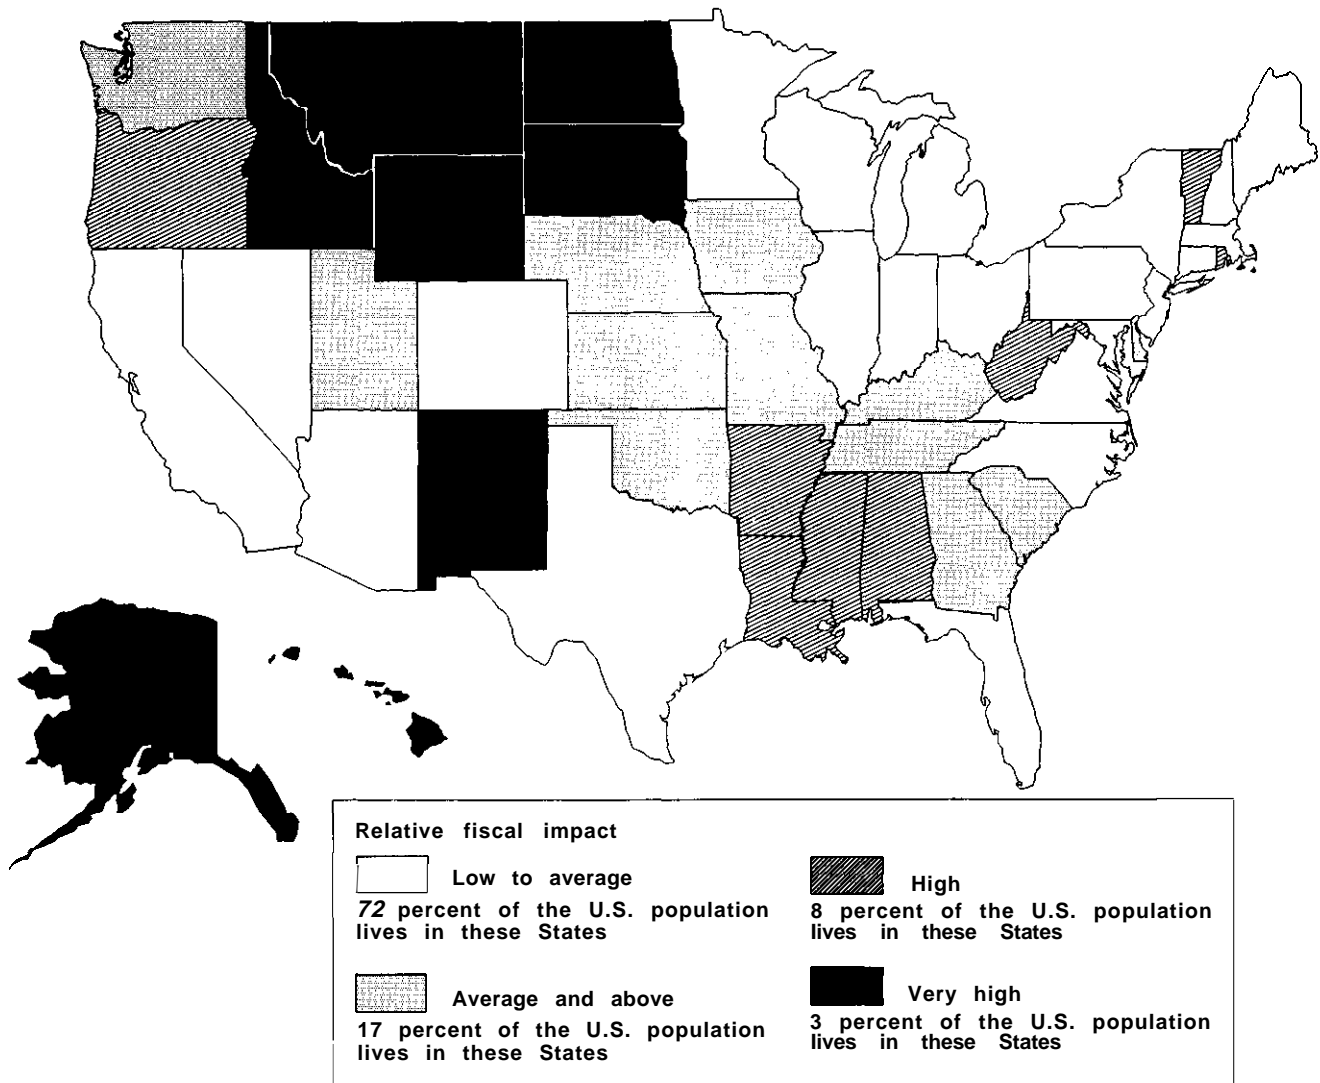 Relative fiscal impact
Low to average
72 percent of the U.S. population
lives in these States
Average and above
17 percent of the U.S. population
lives in these States
High
8 percent of the U.S. population
lives in these States
Very high
3 percent of the U.S. population
lives in these States